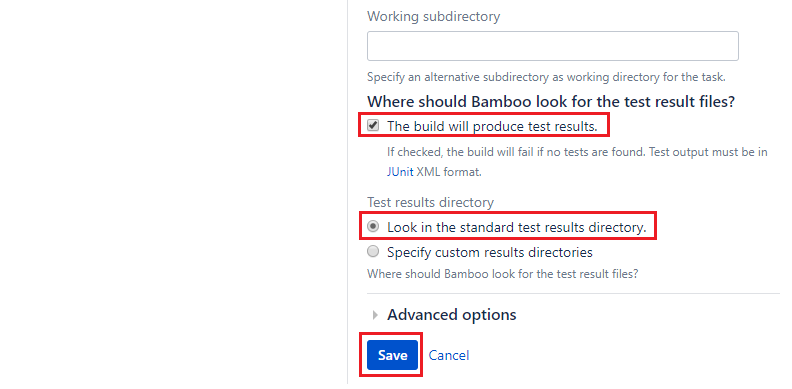 Working subdirectory
Specify an alternative subdirectory as working directory for the task.
Where should Bamboo look for the test result files?
The build will produce test results.
If checked, the build will fail if no tests are found. Test output must be in
JUnit XML format.
Test results directory
Look in the standard test results directory.
Specify custom results directories
Where should Bamboo look for the test result files?
Advanced options
Save Cancel